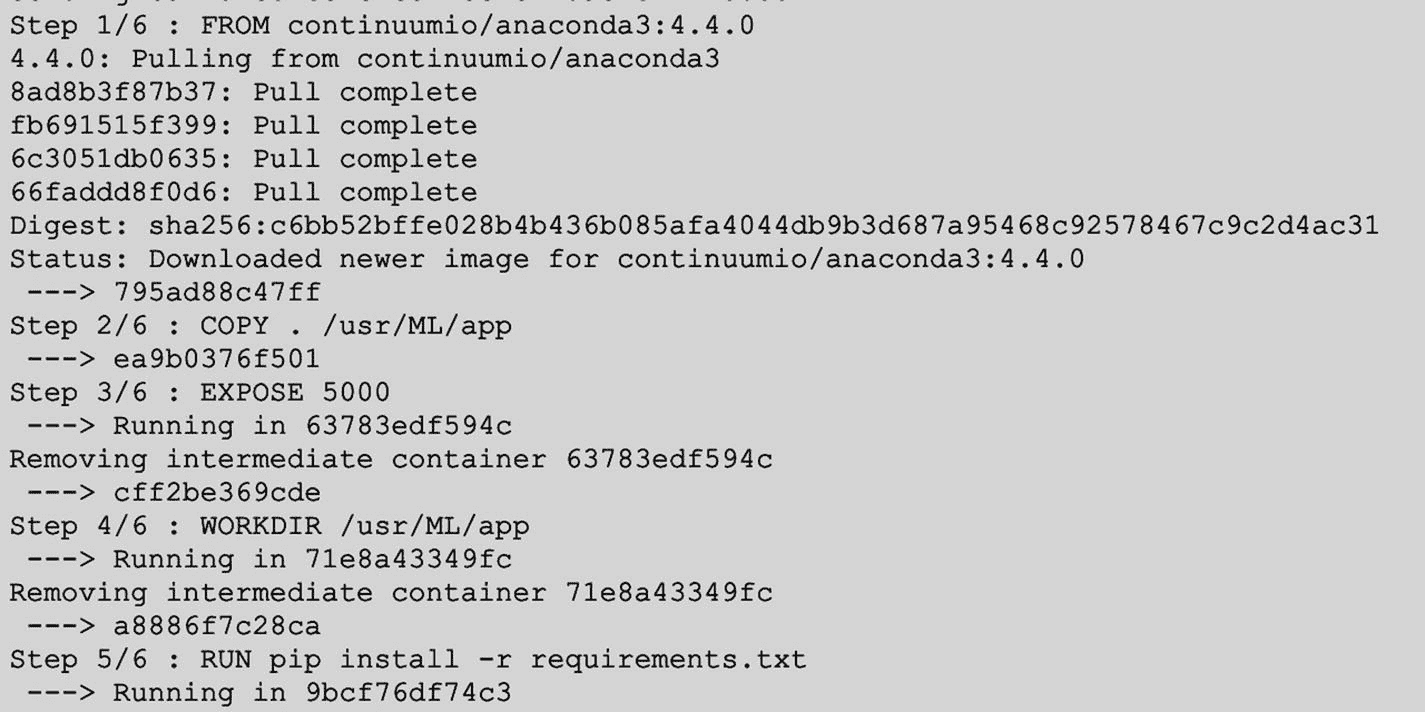 Step 1/6 : FROM continuumio/anaconda3:4.4.0
4.4.0: Pulling from continuumio/anaconda3
8ad8b3f87b37: Pull complete
fb691515f399: Pull complete
6c3051db0635: Pull complete
66faddd8f0d6: Pull complete
Digest: sha256:c6bb52bffe028b4b436b085afa4044db9b3d687a95468c92578467c9c2d4ac31
Status: Downloaded newer image for continuumio/anaconda3:4.4.0
 ---> 795ad88c47ff
Step 2/6 : COPY . /usr/ML/app
 ---> ea9b0376f501
Step 3/6 : EXPOSE 5000
 ---> Running in 63783edf594c
Removing intermediate container 63783edf594c
 ---> cff2be369cde
Step 4/6 : WORKDIR /usr/ML/app
 ---> Running in 71e8a43349fc
Removing intermediate container 71e8a43349fc
 ---> a8886f7c28ca
Step 5/6 : RUN pip install -r requirements.txt
 ---> Running in 9bcf76df74c3